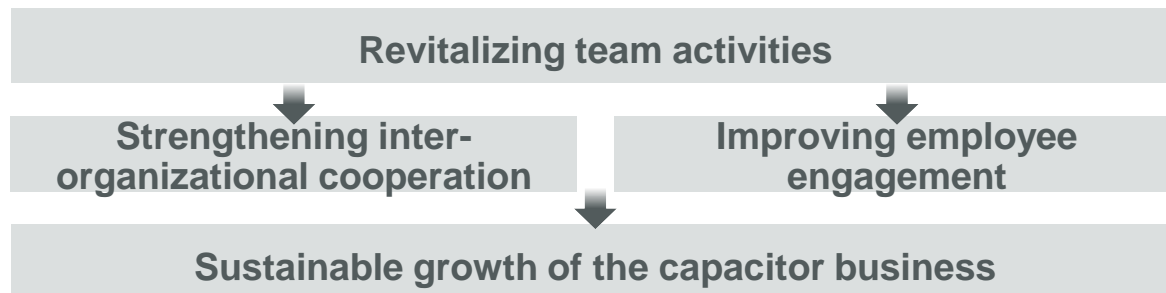 Revitalizing team activities
Strengthening inter-
organizational cooperation
Improving employee
engagement
Sustainable growth of the capacitor business